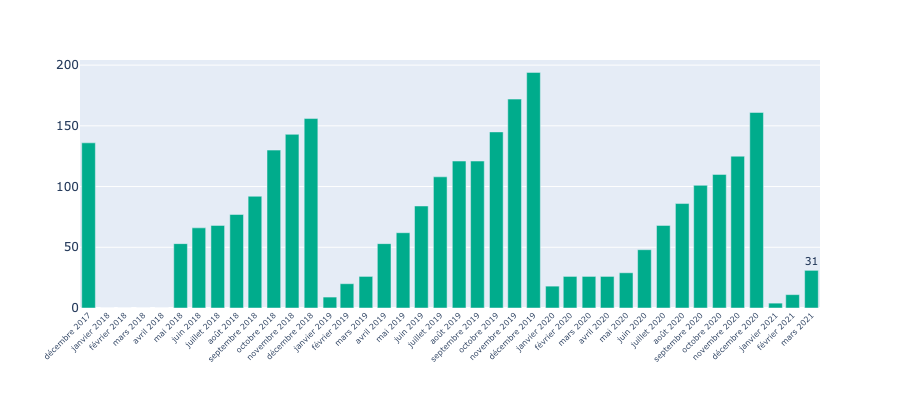 200
150
100
50
0
31
décembre 2017
janvier 2018
février 2018
mars 2018
avril 2018
mai 2018
juin 2018
juillet 2018
août 2018
septembre 2018
octobre 2018
novembre 2018
décembre 2018
janvier 2019
février 2019
mars 2019
avril 2019
mai 2019
juin 2019
juillet 2019
août 2019
septembre 2019
octobre 2019
novembre 2019
décembre 2019
janvier 2020
février 2020
mars 2020
avril 2020
mai 2020
juin 2020
juillet 2020
août 2020
septembre 2020
octobre 2020
novembre 2020
décembre 2020
janvier 2021
février 2021
mars 2021